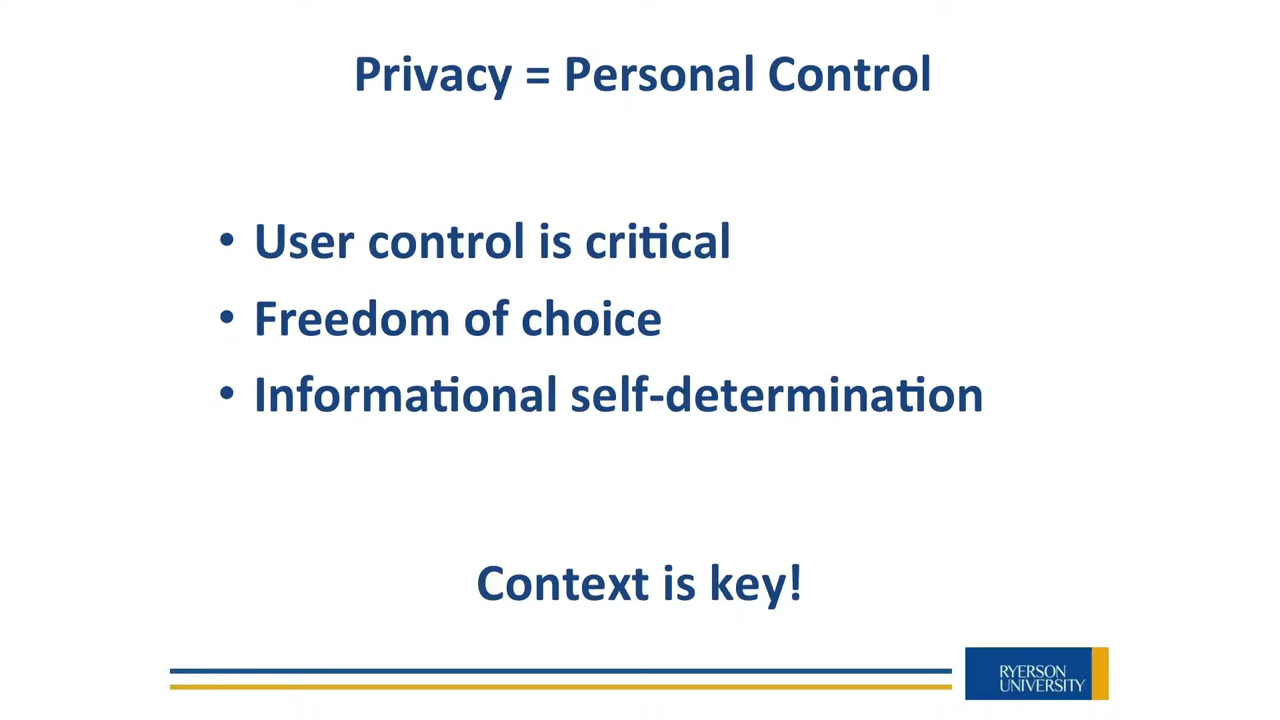 Privacy = Personal Control
• User control is critical
• Freedom of choice
• Informational self-determination
Context is key!
RYERSON
UNIVERSITY